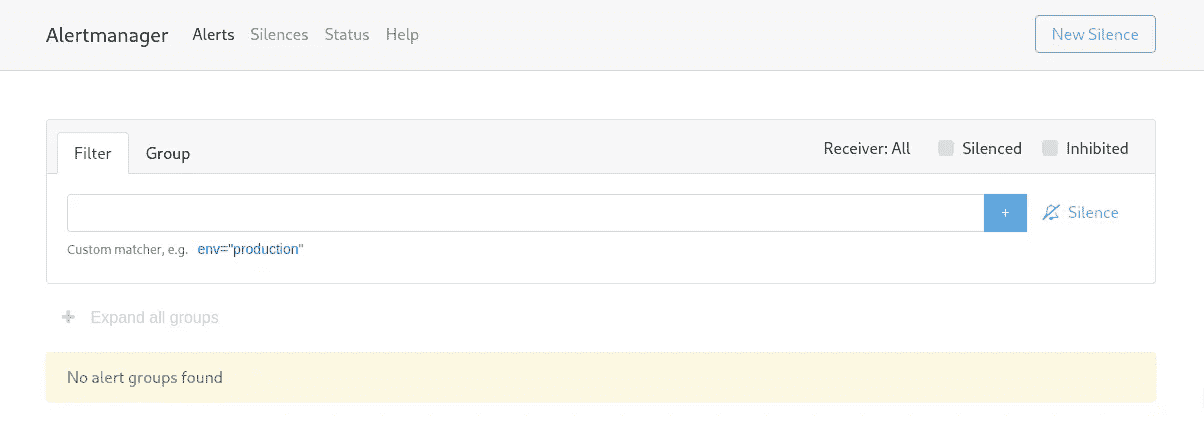 Alertmanager Alerts Silences Status Help New Silence
Filter Group Receiver: All Silenced Inhibited
+ Silence
Custom matcher, e.g. env="production"
+ Expand all groups
No alert groups found